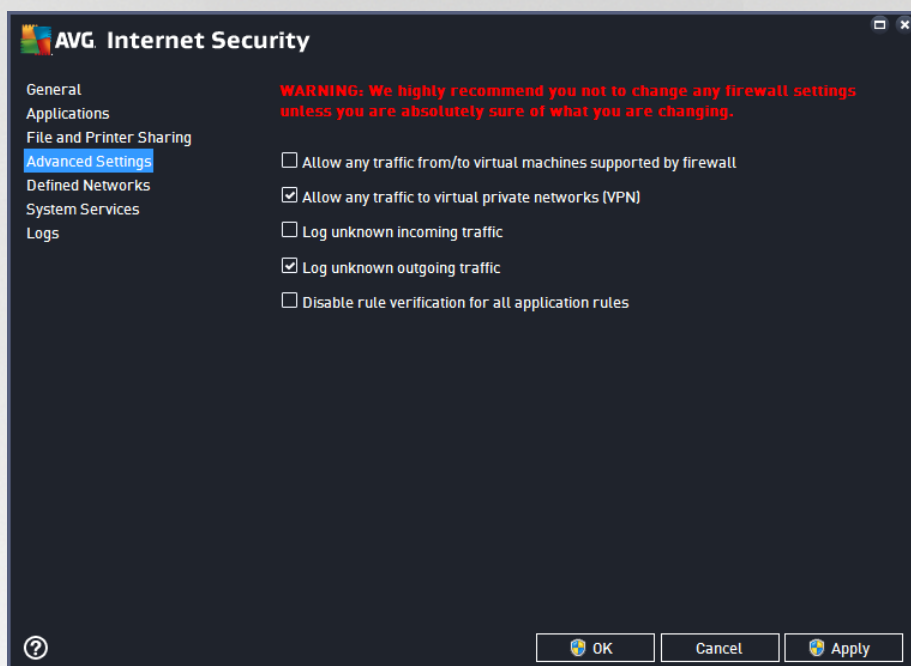 AVG. Internet Security
General
Applications
File and Printer Sharing
Advanced Settings
Defined Networks
System Services
Logs
WARNING: We highly recommend you not to change any firewall settings
unless you are absolutely sure of what you are changing.
Allow any traffic from/to virtual machines supported by firewall
Allow any traffic to virtual private networks (VPN)
Log unknown incoming traffic
Log unknown outgoing traffic
Disable rule verification for all application rules
?
OK
Cancel
Apply